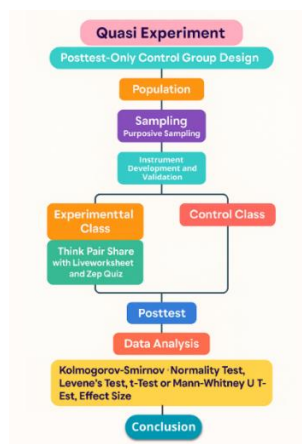 Quasi Experiment
Posttest-Only Control Group Design
Population
Sampling
Purposive Sampling
Instrument
Development and
Validation
Experimenttal
Class
Control Class
Think Pair Share
with Liveworksheet
and Zep Quiz
Posttest
Data Analysis
Kolmogorov-Smirnov · Normality Test,
Levene's Test, t-Test or Mann-Whitney U T-
Est, Effect Size
Conclusion